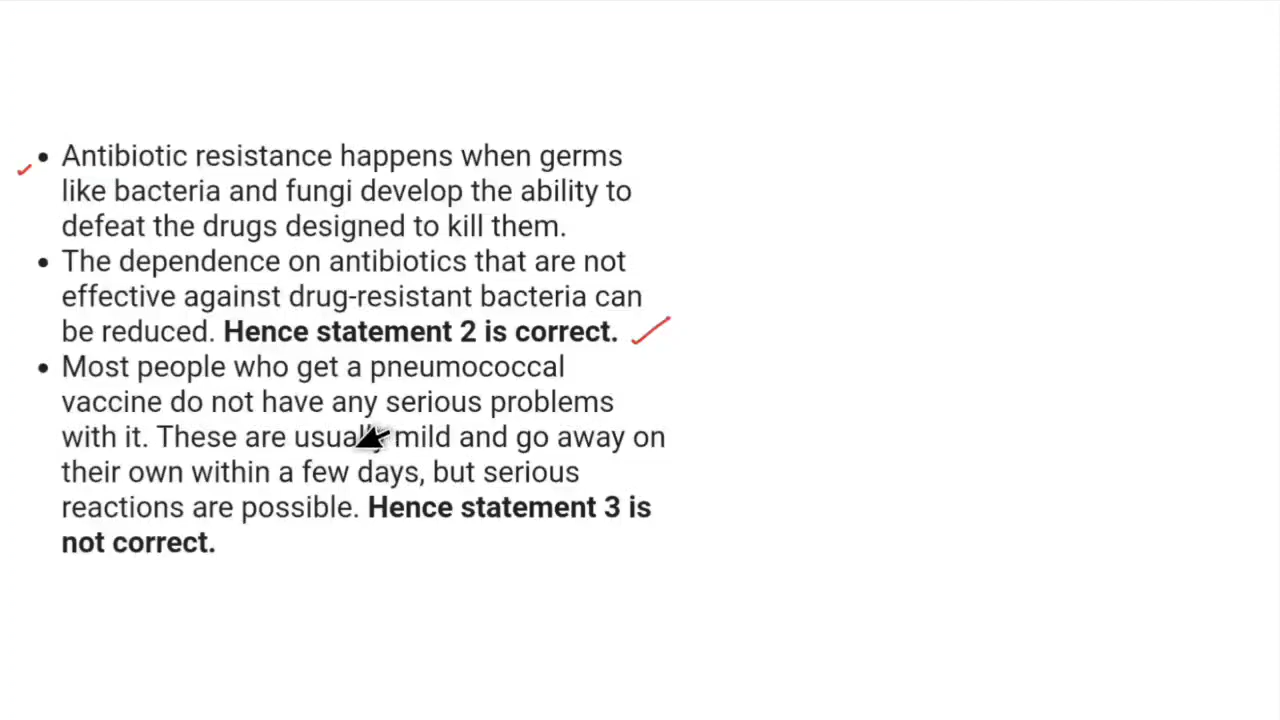 • Antibiotic resistance happens when germs
like bacteria and fungi develop the ability to
defeat the drugs designed to kill them.
• The dependence on antibiotics that are not
effective against drug-resistant bacteria can
be reduced. Hence statement 2 is correct.
• Most people who get a pneumococcal
vaccine do not have any serious problems
with it. These are usually mild and go away on
their own within a few days, but serious
reactions are possible. Hence statement 3 is
not correct.